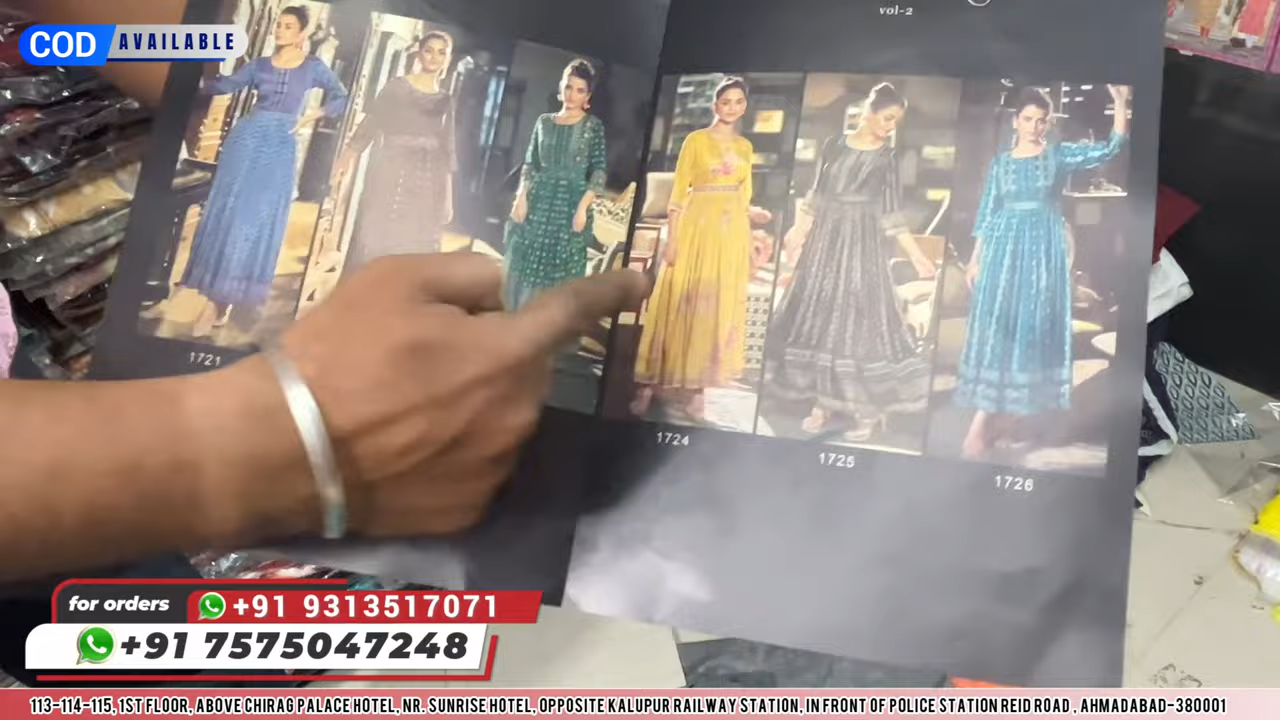 COD AVAILABLE
vol-2
1721
1724
1725
1726
for orders +91 9313517071
+91 7575047248
113-114-115, 1ST FLOOR, ABOVE CHIRAG PALACE HOTEL, NR. SUNRISE HOTEL, OPPOSITE KALUPUR RAILWAY STATION, IN FRONT OF POLICE STATION REID ROAD , AHMADABAD-380001